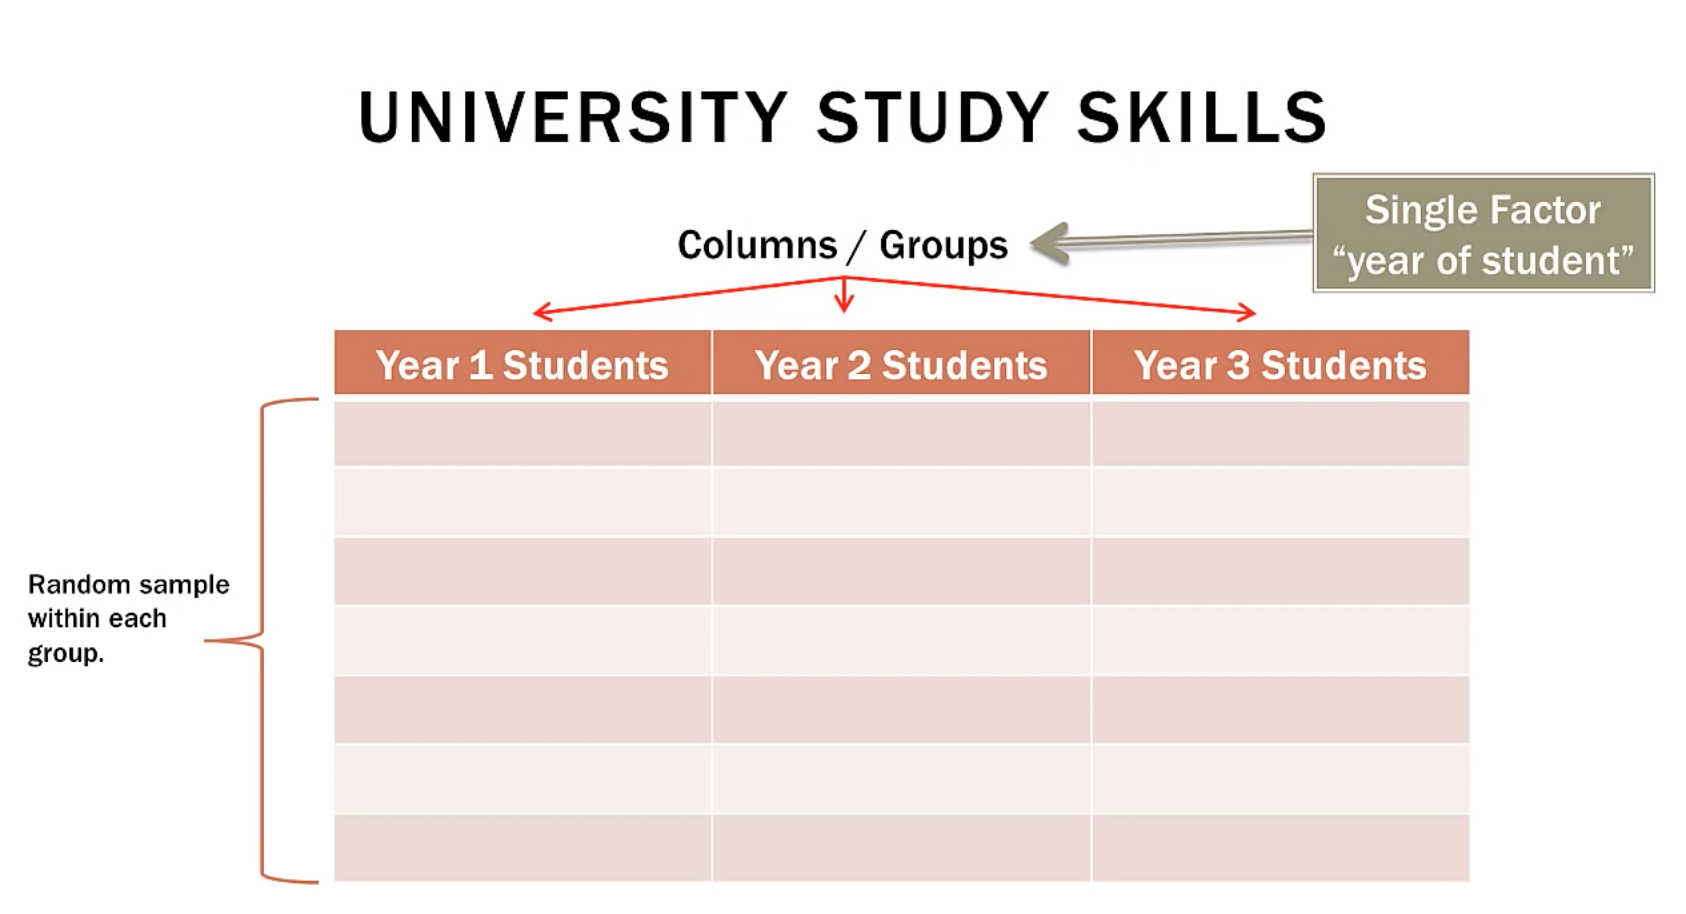 UNIVERSITY STUDY SKILLS
Single Factor
“year of student”
Columns / Groups
Year 1 Students
Year 2 Students
Year 3 Students
Random sample
within each
group.